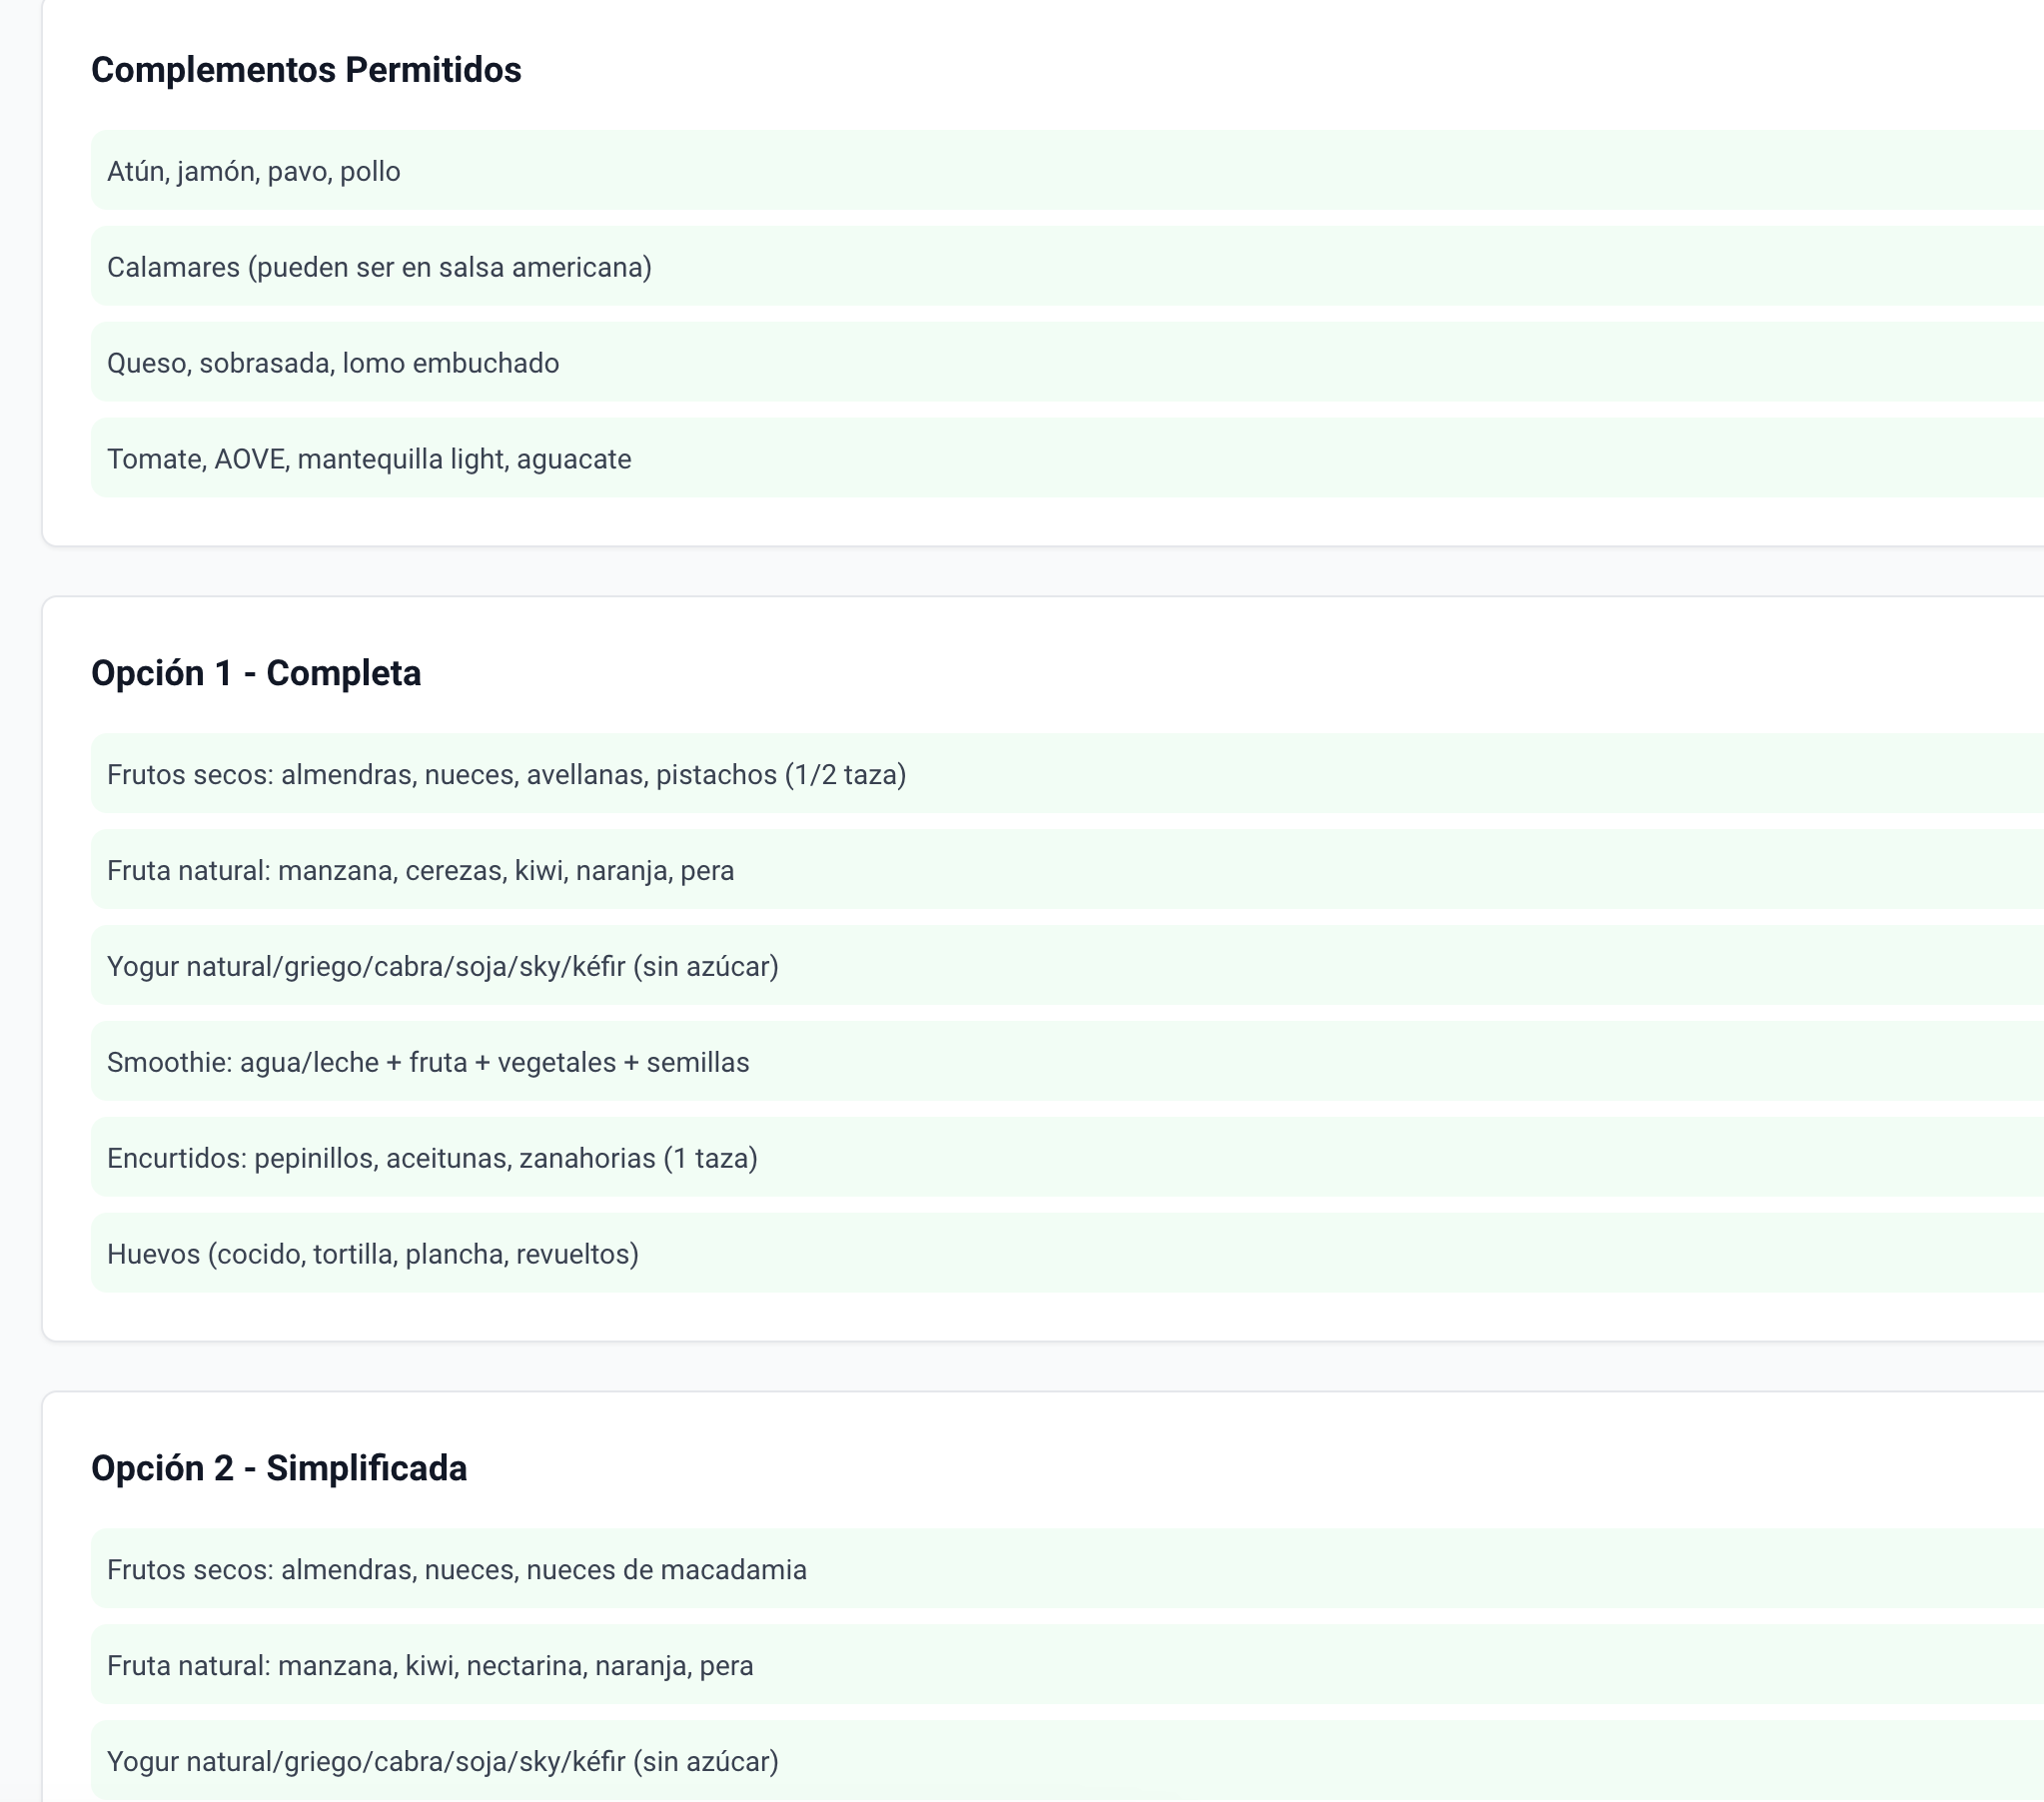 Complementos Permitidos
Atún, jamón, pavo, pollo
Calamares (pueden ser en salsa americana)
Queso, sobrasada, lomo embuchado
Tomate, AOVE, mantequilla light, aguacate
Opción 1 - Completa
Frutos secos: almendras, nueces, avellanas, pistachos (1/2 taza)
Fruta natural: manzana, cerezas, kiwi, naranja, pera
Yogur natural/griego/cabra/soja/sky/kéfir (sin azúcar)
Smoothie: agua/leche + fruta + vegetales + semillas
Encurtidos: pepinillos, aceitunas, zanahorias (1 taza)
Huevos (cocido, tortilla, plancha, revueltos)
Opción 2 - Simplificada
Frutos secos: almendras, nueces, nueces de macadamia
Fruta natural: manzana, kiwi, nectarina, naranja, pera
Yogur natural/griego/cabra/soja/sky/kéfir (sin azúcar)